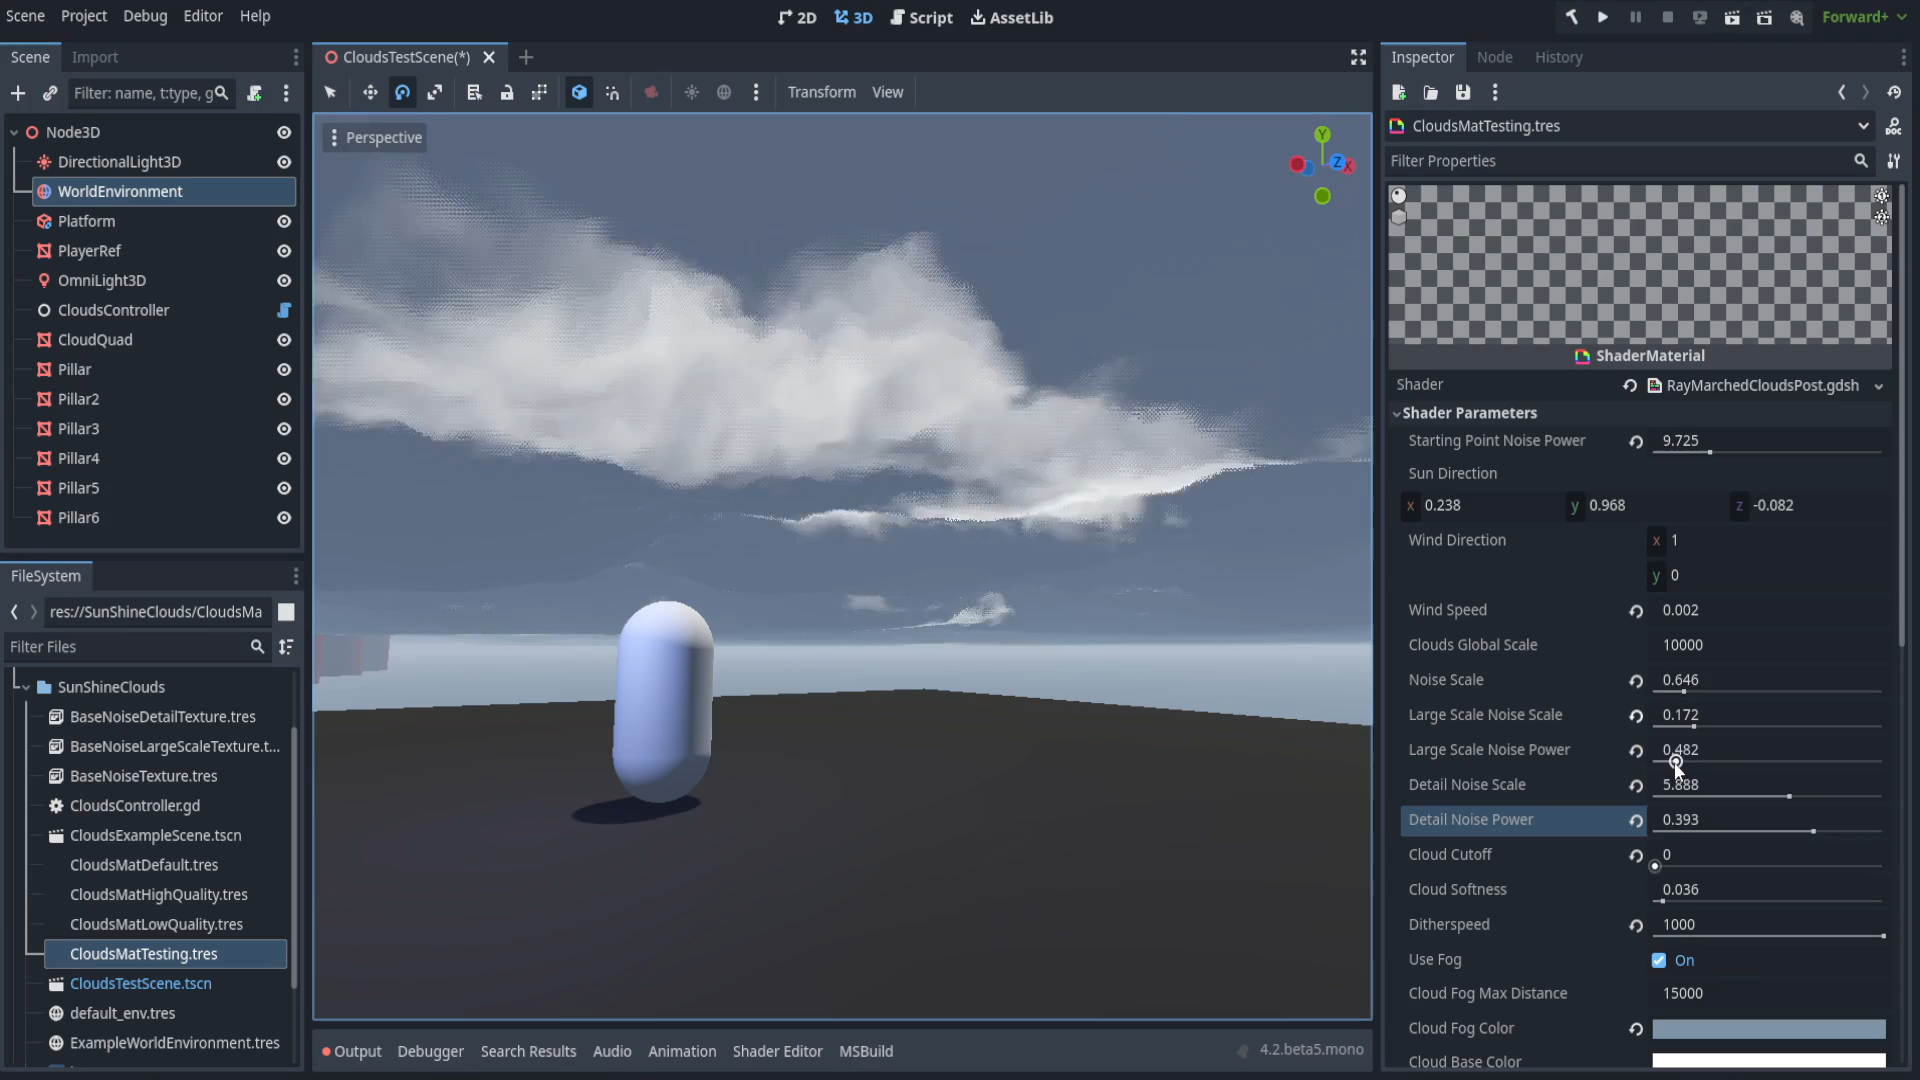 Scene Project Debug Editor Help
2D 3D Script AssetLib
Forward+
Scene Import
Filter: name, t:type, g
Node3D
DirectionalLight3D
WorldEnvironment
Platform
PlayerRef
OmniLight3D
CloudsController
CloudQuad
Pillar
Pillar2
Pillar3
Pillar4
Pillar5
Pillar6
FileSystem
res://SunShineClouds/CloudsMa
Filter Files
SunShineClouds
BaseNoiseDetailTexture.tres
BaseNoiseLargeScaleTexture.t...
BaseNoiseTexture.tres
CloudsController.gd
CloudsExampleScene.tscn
CloudsMatDefault.tres
CloudsMatHighQuality.tres
CloudsMatLowQuality.tres
CloudsMatTesting.tres
CloudsTestScene.tscn
default_env.tres
ExampleWorldEnvironment.tres
CloudsTestScene(*)
Transform View
Perspective
Y
Z X
Output Debugger Search Results Audio Animation Shader Editor MSBuild 4.2.beta5.mono
Inspector Node History
CloudsMatTesting.tres
DOC
Filter Properties
ShaderMaterial
Shader RayMarchedCloudsPost.gdsh
Shader Parameters
Starting Point Noise Power 9.725
Sun Direction
x 0.238 y 0.968 z -0.082
Wind Direction x 1
y 0
Wind Speed 0.002
Clouds Global Scale 10000
Noise Scale 0.646
Large Scale Noise Scale 0.172
Large Scale Noise Power 0.482
Detail Noise Scale 5.888
Detail Noise Power 0.393
Cloud Cutoff 0
Cloud Softness 0.036
Ditherspeed 1000
Use Fog On
Cloud Fog Max Distance 15000
Cloud Fog Color
Cloud Base Color